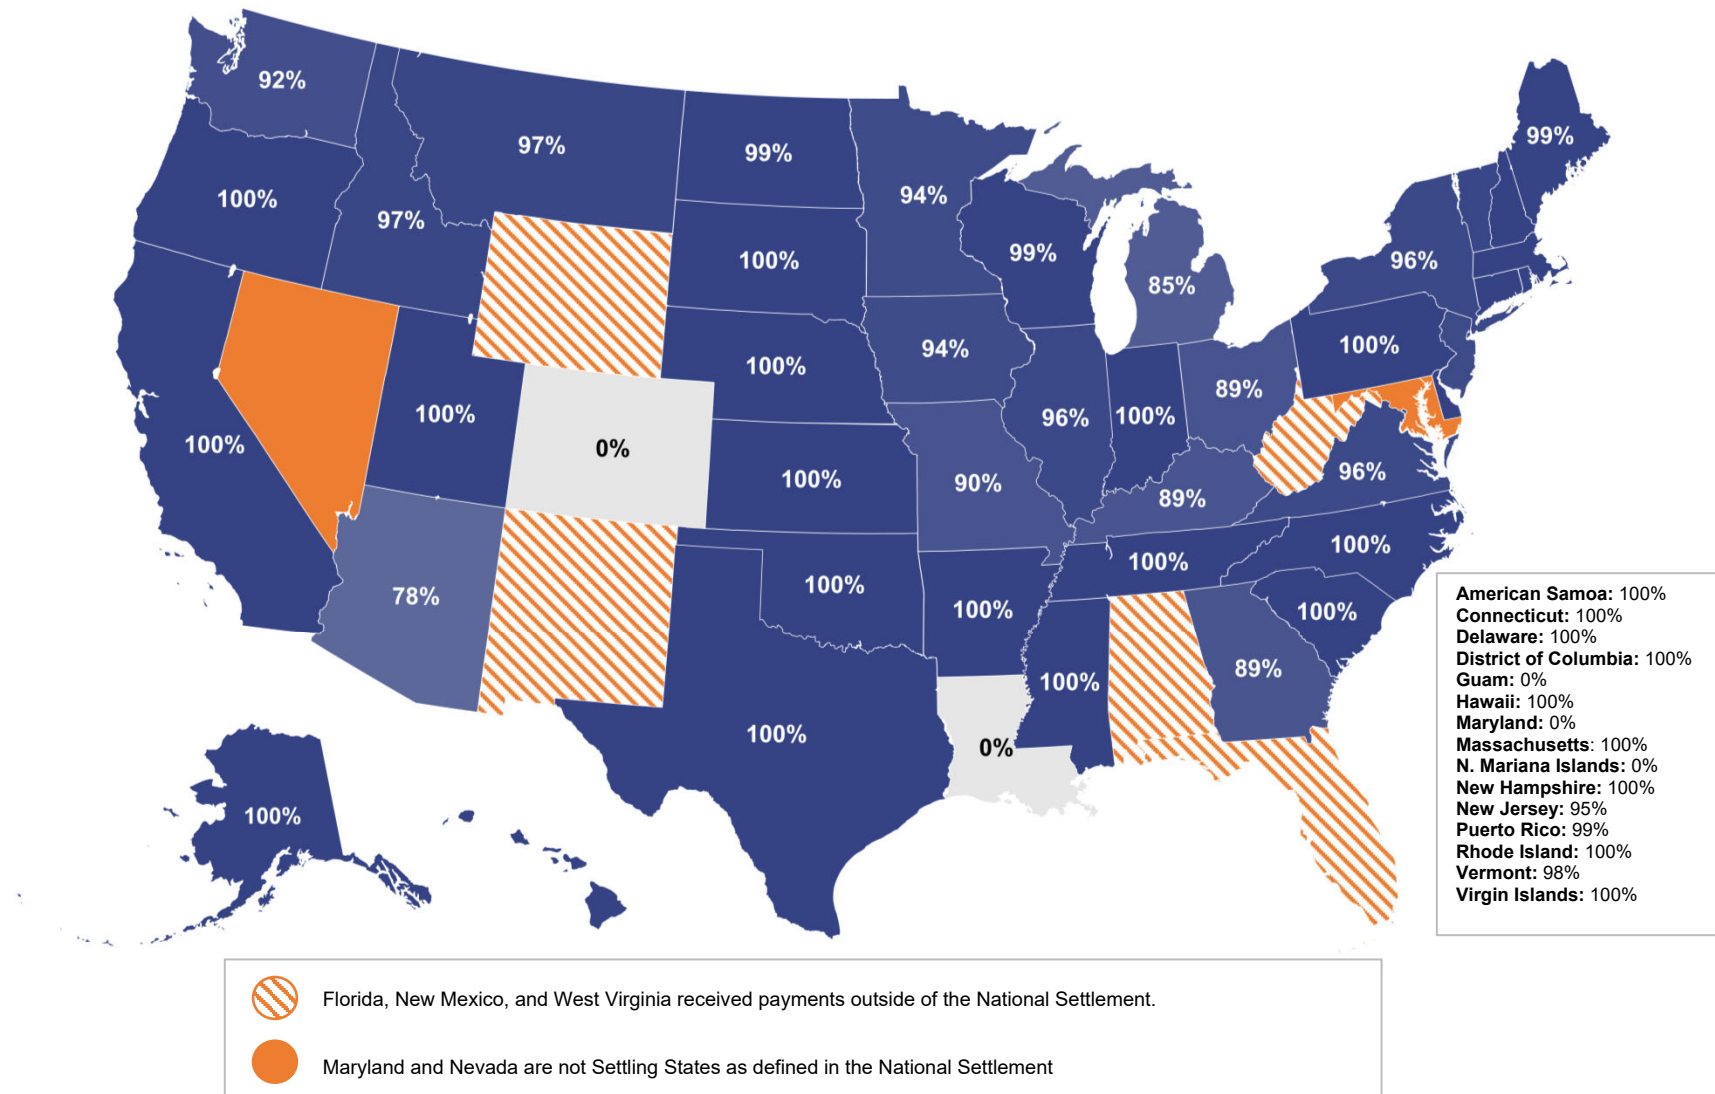 92%
97%
99%
94%
99%
100%
97%
100%
99%
85%
96%
100%
100%
94%
100%
89%
100%
0%
100%
96%
100%
90%
89%
96%
100%
78%
100%
100%
100%
100%
100%
100%
89%
100%
0%
100%
American Samoa: 100%
Connecticut: 100%
Delaware: 100%
District of Columbia: 100%
Guam: 0%
Hawaii: 100%
Maryland: 0%
Massachusetts: 100%
N. Mariana Islands: 0%
New Hampshire: 100%
New Jersey: 95%
Puerto Rico: 99%
Rhode Island: 100%
Vermont: 98%
Virgin Islands: 100%
100%
Florida, New Mexico, and West Virginia received payments outside of the National Settlement.
Maryland and Nevada are not Settling States as defined in the National Settlement